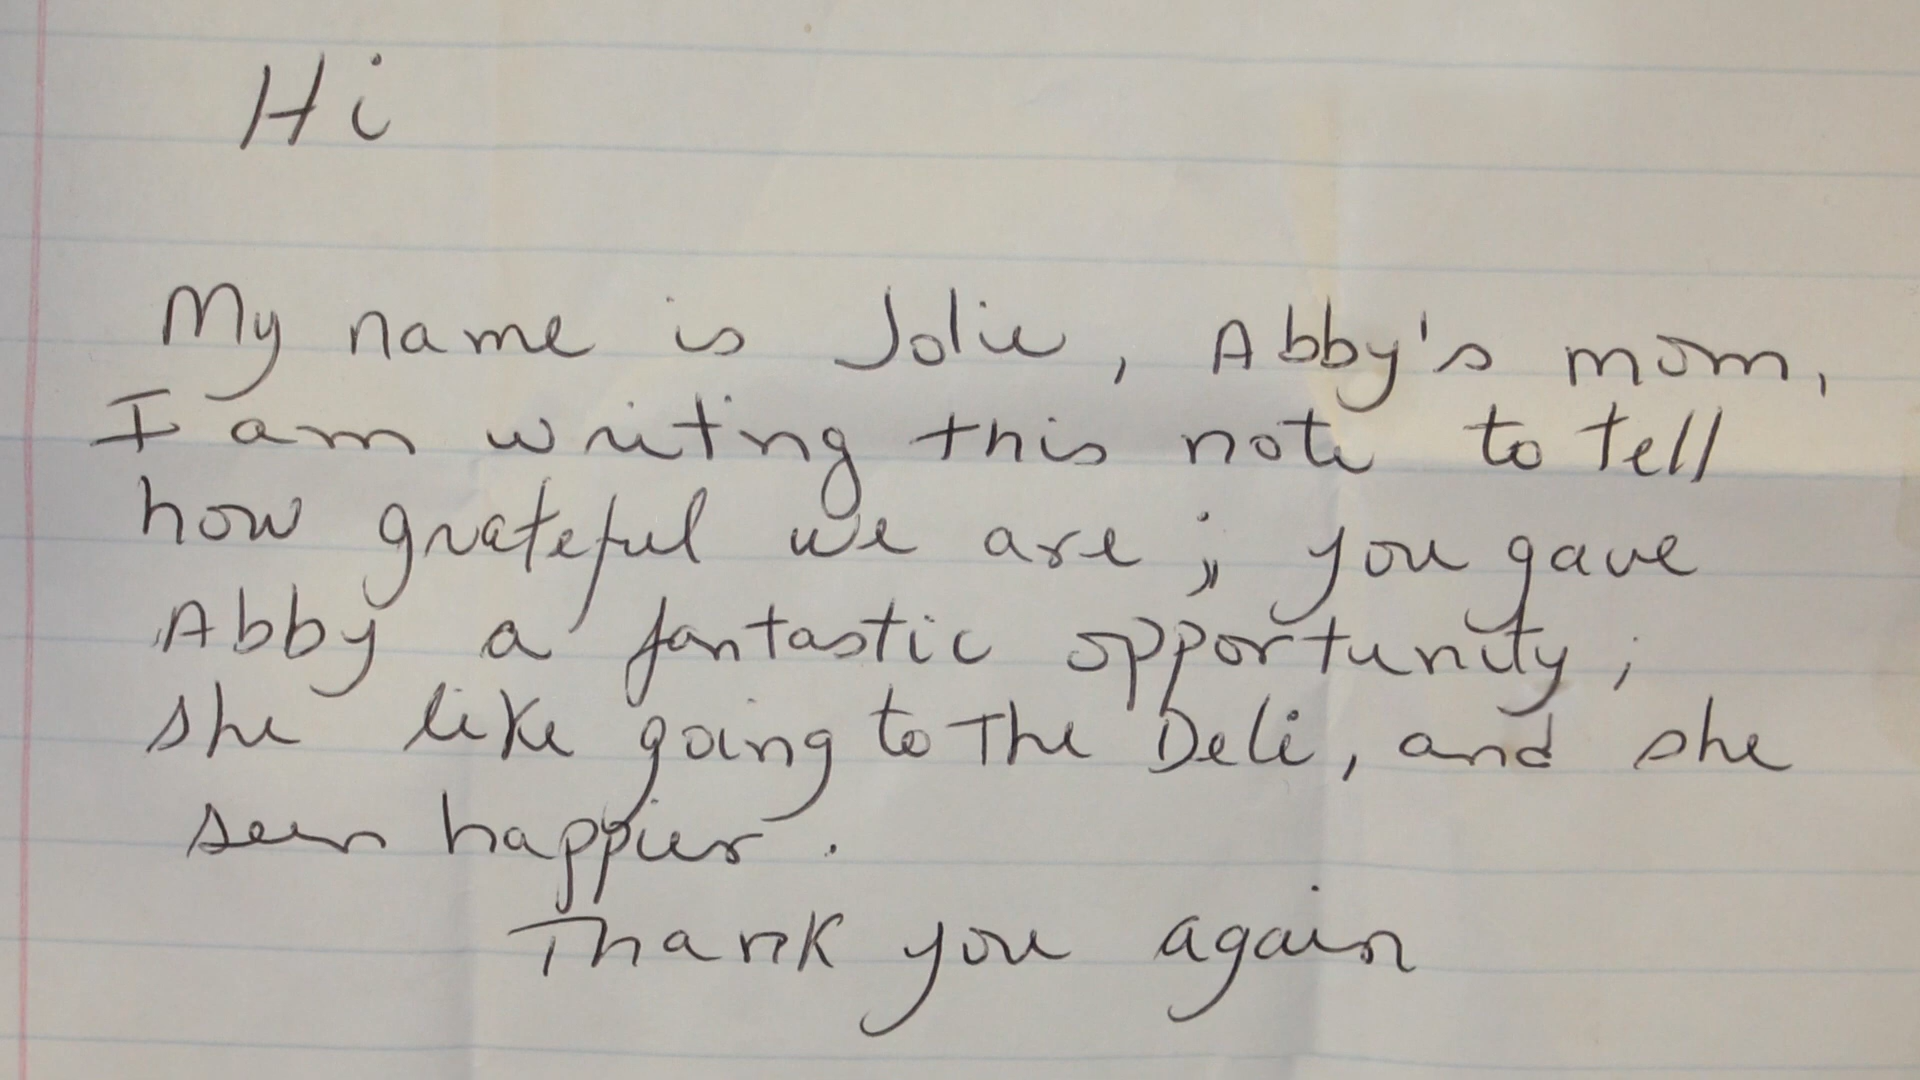 Hi
My name is Jolie, Abby's mom,
I am writing this note to tell
how grateful we are; you gave
Abby a fantastic opportunity;
she like going to The Deli, and she
seen happier.
Thank you again